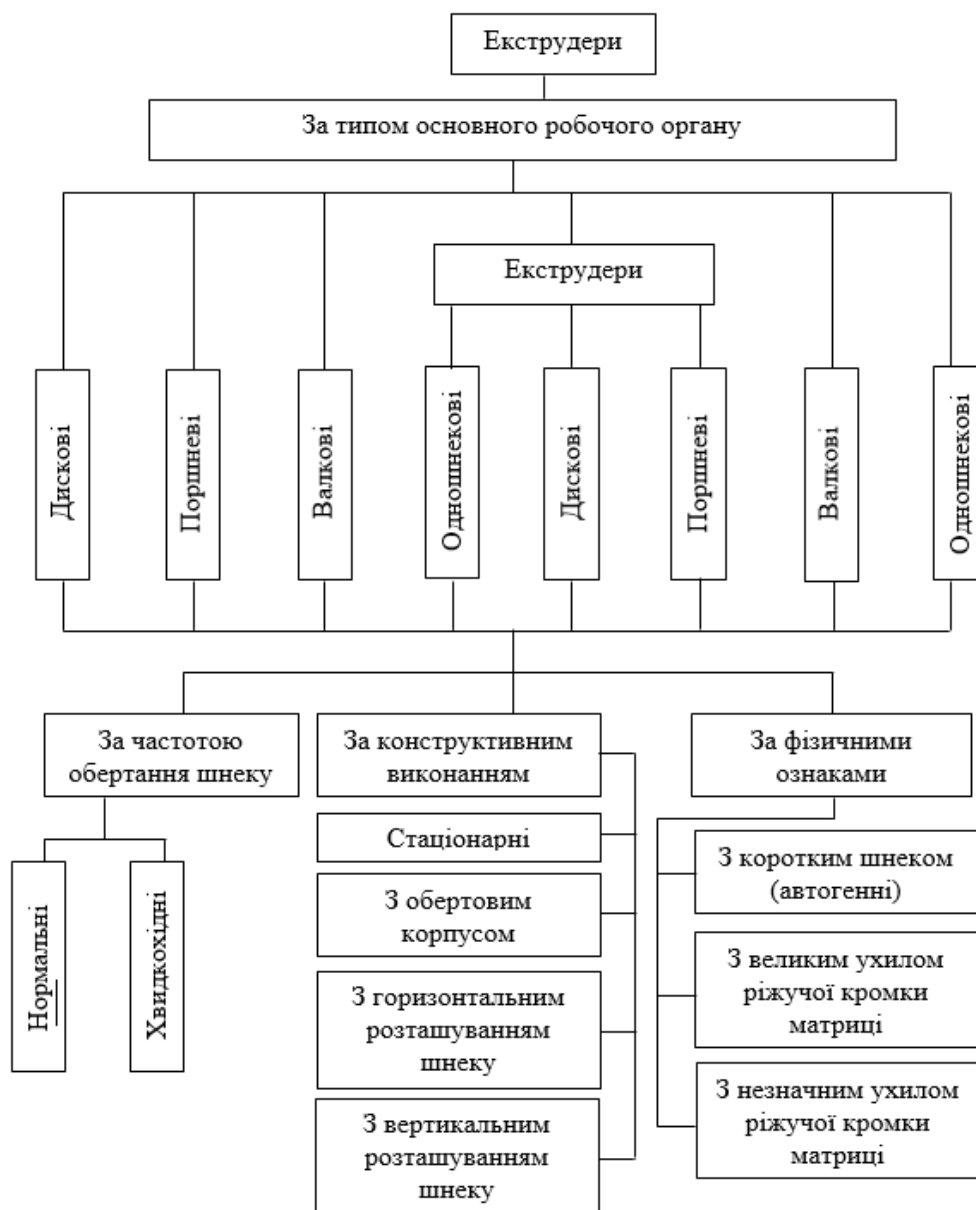 Екструдери
За типом основного робочого органу
Екструдери
Дискові
Поршневі
Валкові
Одношнекові
Дискові
Поршневі
Валкові
Одношнекові
За частотою
обертання шнеку
Нормальні
Хвидкохідні
За конструктивним
виконанням
Стаціонарні
З обертовим
корпусом
З горизонтальним
розташуванням
шнеку
З вертикальним
розташуванням
шнеку
За фізичними
ознаками
З коротким шнеком
(автогенні)
З великим ухилом
ріжучої кромки
матриці
З незначним ухилом
ріжучої кромки
матриці